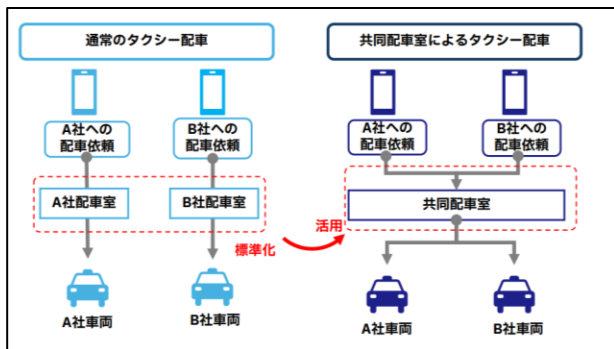 通常のタクシー配車
A社への
配車依頼
B社への
配車依頼
A社配車室
B社配車室
標準化
A社車両
B社車両
共同配車室によるタクシー配車
A社への
配車依頼
B社への
配車依頼
共同配車室
活用
A社車両
B社車両